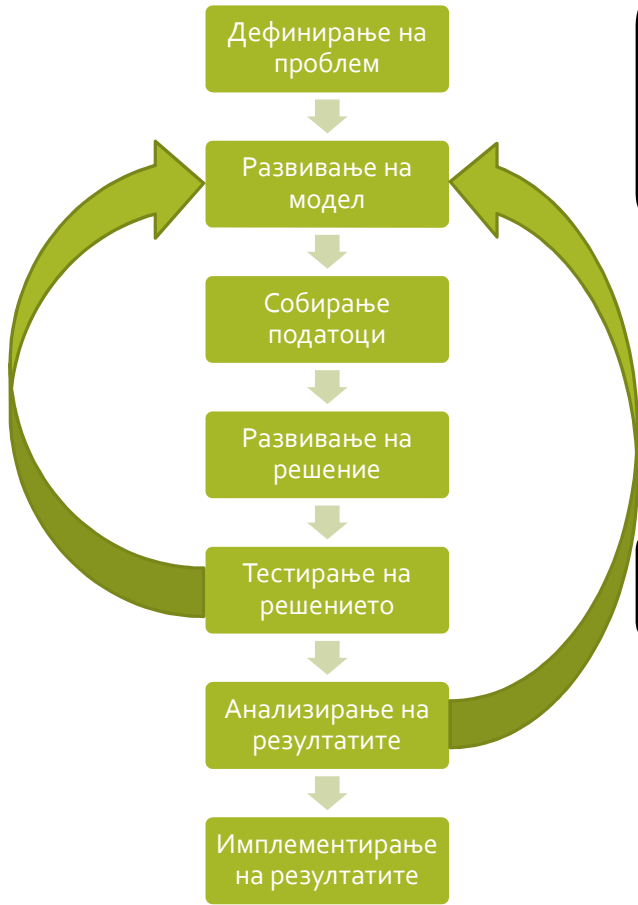 Дефинирање на
проблем
Развивање на
модел
Собирање
податоци
Развивање на
решение
Тестирање на
решението
Анализирање на
резултатите
Имплементирање
на резултатите